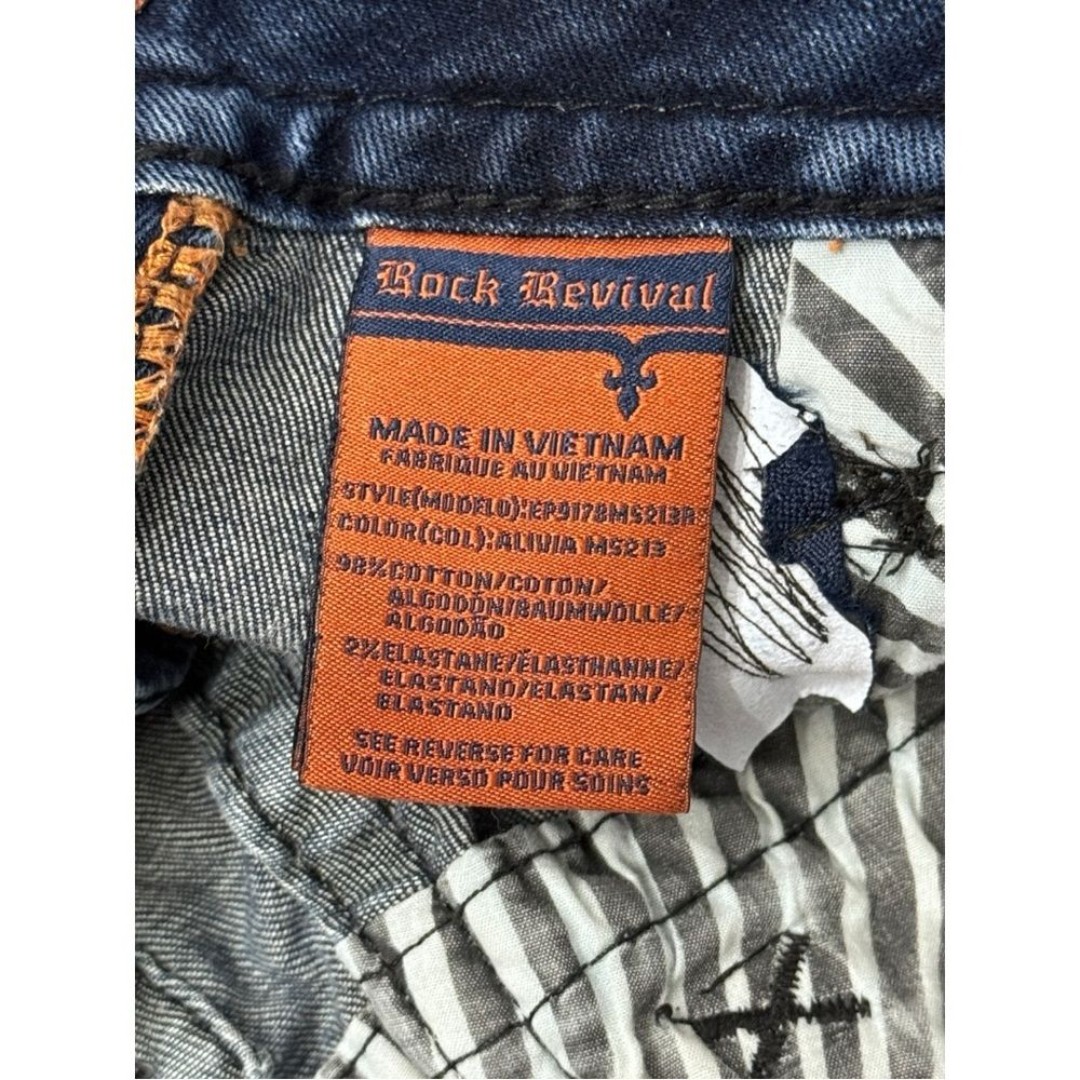 Rock Revival
MADE IN VIETNAM
FABRIQUE AU VIETNAM
STYLE(MODELO):EP9178MS213R
COLOR(COL):ALIVIA MS213
98%COTTON/COTON/
ALGODÓN/BAUMWOLLE/
ALGODÃO
2%ELASTANE/ÉLASTHANNE/
ELASTANO/ELASTAN/
ELASTANO
SEE REVERSE FOR CARE
VOIR VERSO POUR SOINS